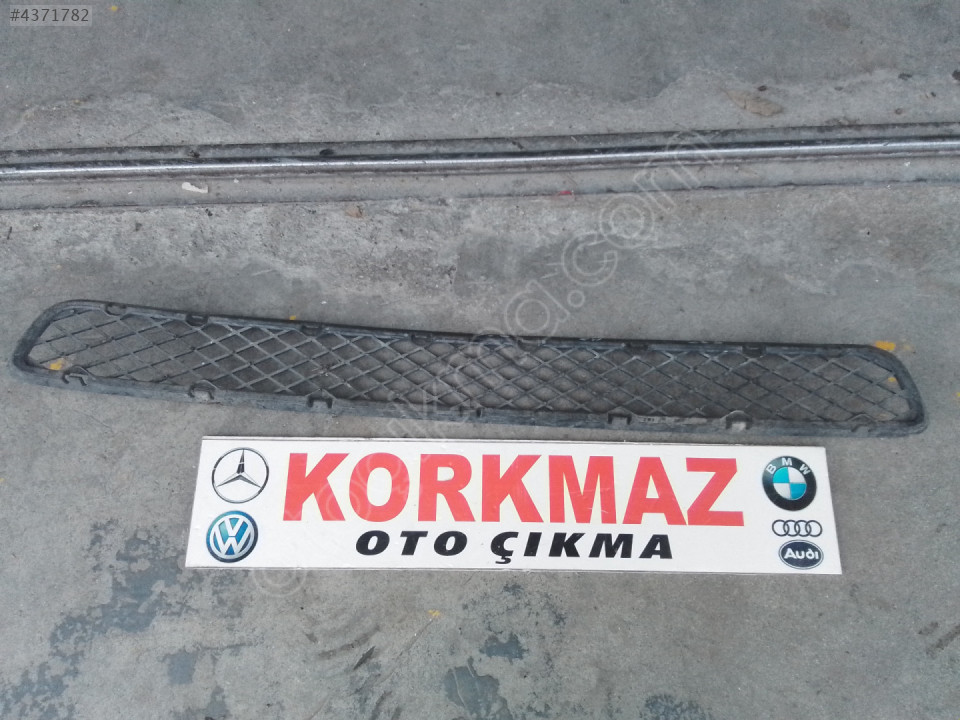 #4371782
KORKMAZ
OTO ÇIKMA
BMW
Audi